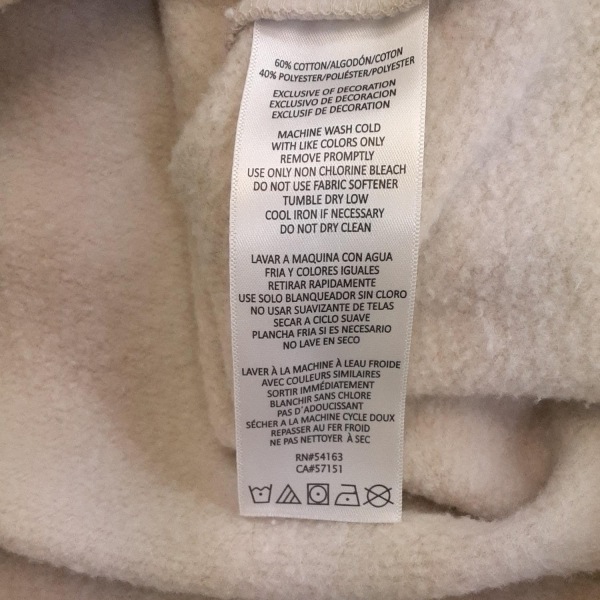 60% COTTON/ALGODÓN/COTON
40% POLYESTER/POLIÉSTER/POLYESTER
EXCLUSIVE OF DECORATION
EXCLUSIVO DE DECORACION
EXCLUSIF DE DECORATION
MACHINE WASH COLD
WITH LIKE COLORS ONLY
REMOVE PROMPTLY
USE ONLY NON CHLORINE BLEACH
DO NOT USE FABRIC SOFTENER
TUMBLE DRY LOW
COOL IRON IF NECESSARY
DO NOT DRY CLEAN
LAVAR A MAQUINA CON AGUA
FRIA Y COLORES IGUALES
RETIRAR RAPIDAMENTE
USE SOLO BLANQUEADOR SIN CLORO
NO USAR SUAVIZANTE DE TELAS
SECAR A CICLO SUAVE
PLANCHA FRIA SI ES NECESARIO
NO LAVE EN SECO
LAVER À LA MACHINE À LEAU FROIDE
AVEC COULEURS SIMILAIRES
SORTIR IMMÉDIATEMENT
BLANCHIR SANS CHLORE
PAS D'ADOUCISSANT
SÉCHER A LA MACHINE CYCLE DOUX
REPASSER AU FER FROID
NE PAS NETTOYER À SEC
RN#54163
CA#57151